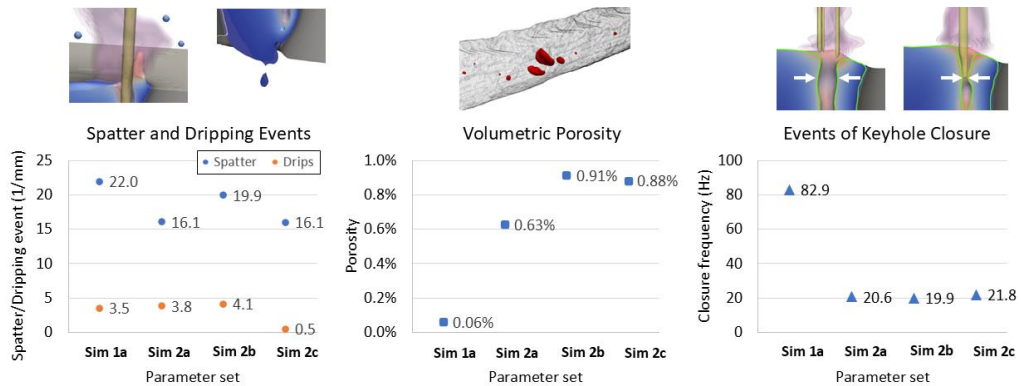 Spatter and Dripping Events
Spatter/Dripping event (1/mm)
25
20
15
10
5
0
Spatter Drips
22.0
16.1
19.9
16.1
3.5
3.8
4.1
0.5
Sim 1a Sim 2a Sim 2b Sim 2c
Parameter set
Volumetric Porosity
Porosity
1.0%
0.8%
0.6%
0.4%
0.2%
0.0%
0.06%
0.63%
0.91%
0.88%
Sim 1a Sim 2a Sim 2b Sim 2c
Parameter set
Events of Keyhole Closure
Closure frequency (Hz)
100
80
60
40
20
0
82.9
20.6
19.9
21.8
Sim 1a Sim 2a Sim 2b Sim 2c
Parameter set